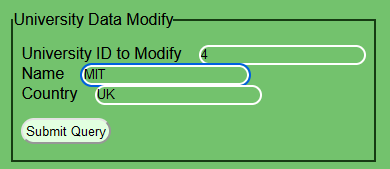 University Data Modify
University ID to Modify 4
Name MIT
Country UK
Submit Query